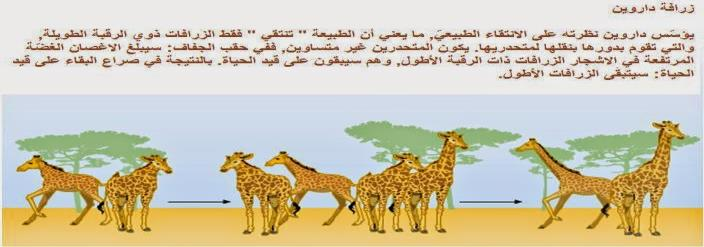 زرافة داروين
يؤسّس داروين نظرته على الانتقاء الطبيعيّ, ما يعني أن الطبيعة " تنتقي " فقط الزرافات ذوي الرقبة الطويلة,
والتي تقوم بدورها بنقلها لمتحدريها. يكون المتحدرين غير متساوين, ففي حقب الجفاف: سيبلغ الاغصان الغضّة
المرتفعة في الاشجار الزرافات ذات الرقبة الأطول, وهم سيبقون على قيد الحياة. بالنتيجة في صراع البقاء على قيد
الحياة: سيتبقى الزرافات الأطول.